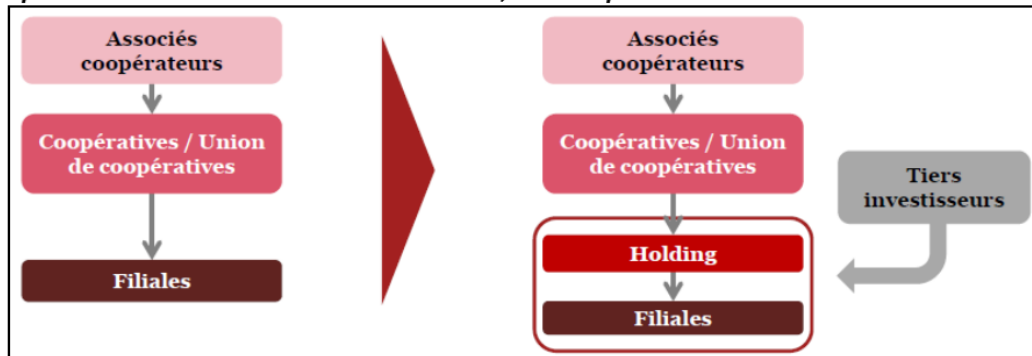 Associés
coopérateurs
Coopératives / Union
de coopératives
Filiales
Associés
coopérateurs
Coopératives / Union
de coopératives
Holding
Filiales
Tiers
investisseurs